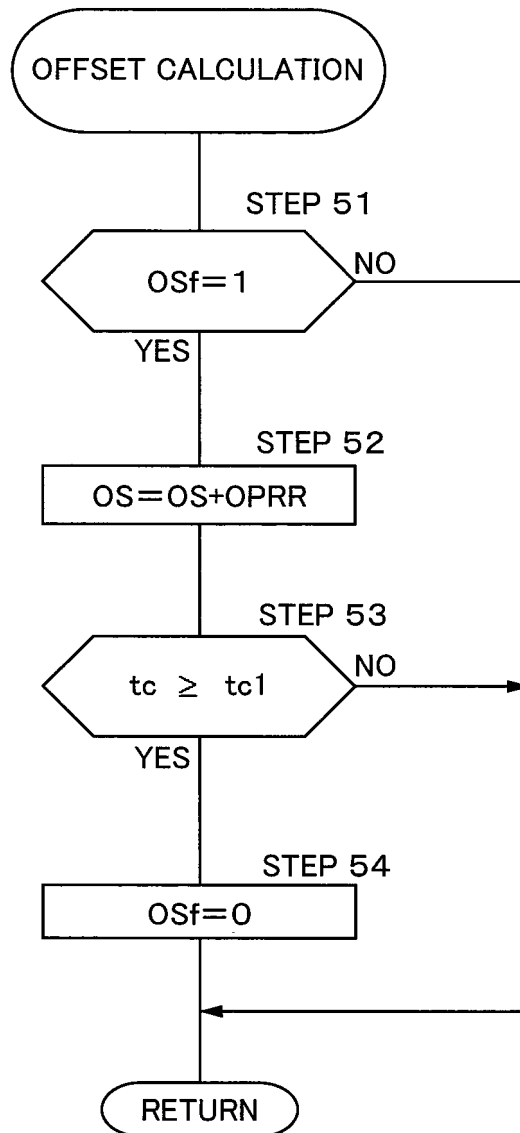 OFFSET CALCULATION
STEP 51
OSf=1
NO
YES
STEP 52
OS=OS+OPRR
STEP 53
tc ≥ tc1
NO
YES
STEP 54
OSf=0
RETURN